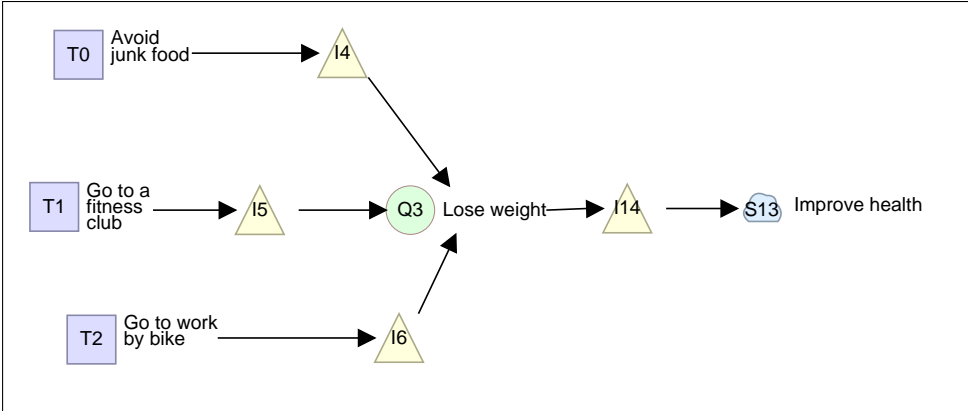 T0
Avoid
junk food
I4
T1
Go to a
fitness
club
I5
Q3
Lose weight
I14
S13
Improve health
T2
Go to work
by bike
I6